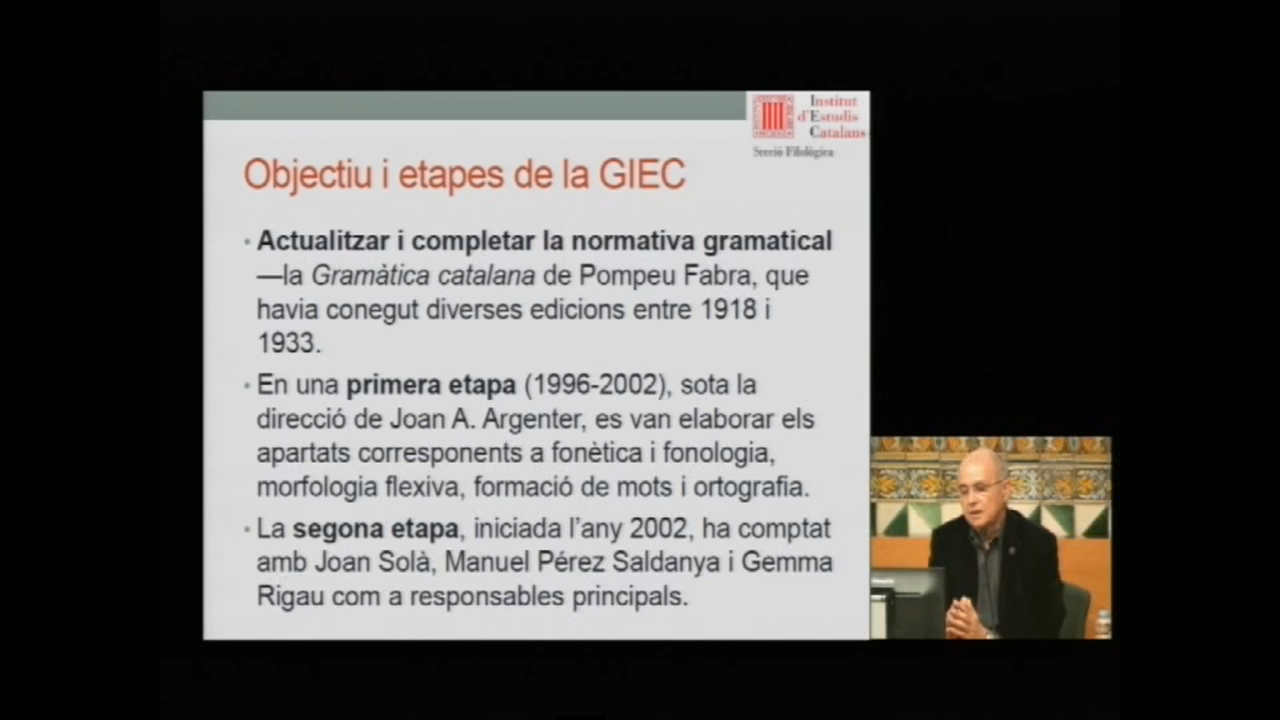 Institut
d'Estudis
Catalans
Secció Filològica
Objectiu i etapes de la GIEC
• Actualitzar i completar la normativa gramatical
—la Gramàtica catalana de Pompeu Fabra, que
havia conegut diverses edicions entre 1918 i
1933.
• En una primera etapa (1996-2002), sota la
direcció de Joan A. Argenter, es van elaborar els
apartats corresponents a fonètica i fonologia,
morfologia flexiva, formació de mots i ortografia.
• La segona etapa, iniciada l'any 2002, ha comptat
amb Joan Solà, Manuel Pérez Saldanya i Gemma
Rigau com a responsables principals.